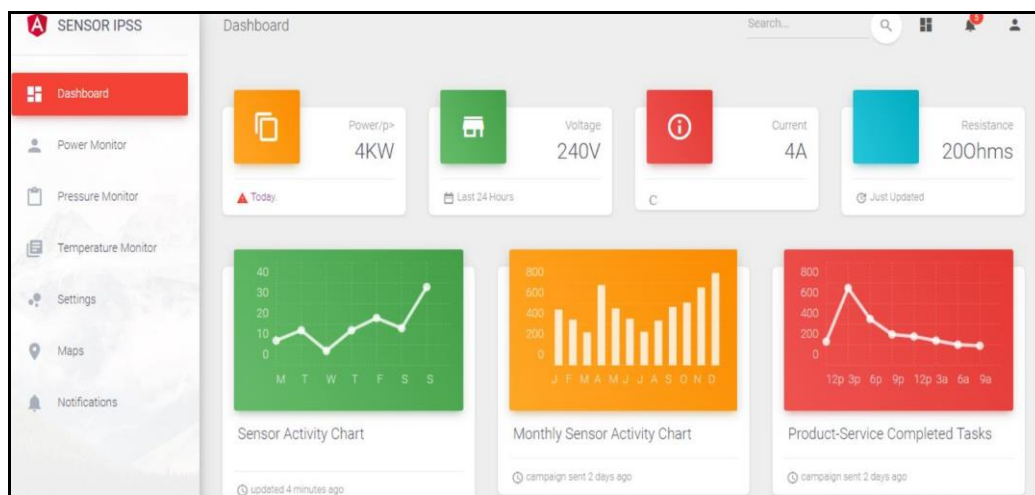 SENSOR IPSS
Dashboard
Search...
5
Dashboard
Power Monitor
Pressure Monitor
Temperature Monitor
Settings
Maps
Notifications
Power/p>
4KW
Today.
Voltage
240V
Last 24 Hours
Current
4A
C
Resistance
20Ohms
Just Updated
40
30
20
10
0
M T W T F S S
Sensor Activity Chart
updated 4 minutes ago
800
600
400
200
0
J F M A M J J A S O N D
Monthly Sensor Activity Chart
campaign sent 2 days ago
800
600
400
200
0
12p 3p 6p 9p 12p 3a 6a 9a
Product-Service Completed Tasks
campaign sent 2 days ago